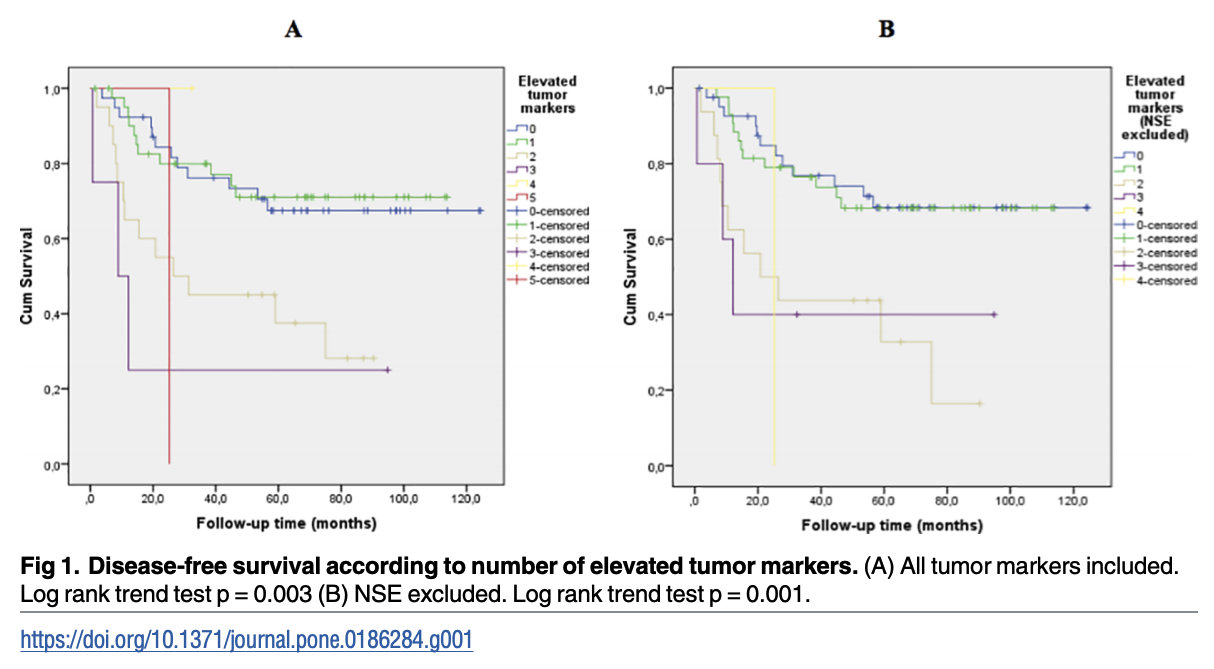 A
Elevated
tumor
markers
0
1
2
3
4
5
0-censored
1-censored
2-censored
3-censored
4-censored
5-censored
Cum Survival
1,0
0,8
0,6
0,4
0,2
0,0
,0 20,0 40,0 60,0 80,0 100,0 120,0
Follow-up time (months)
B
Elevated
tumor
markers
(NSE
excluded)
0
1
2
3
4
0-censored
1-censored
2-censored
3-censored
4-censored
Cum Survival
1,0
0,8
0,6
0,4
0,2
0,0
,0 20,0 40,0 60,0 80,0 100,0 120,0
Follow-up time (months)
Fig 1. Disease-free survival according to number of elevated tumor markers. (A) All tumor markers included.
Log rank trend test p = 0.003 (B) NSE excluded. Log rank trend test p = 0.001.
https://doi.org/10.1371/journal.pone.0186284.g001